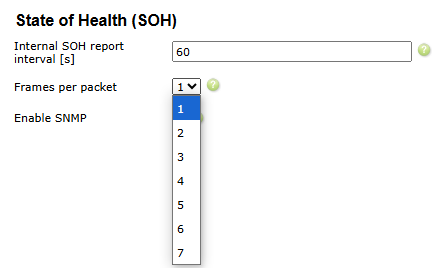 State of Health (SOH)
Internal SOH report
interval [s]
60
?
Frames per packet
1
?
1
2
3
4
5
6
7
Enable SNMP